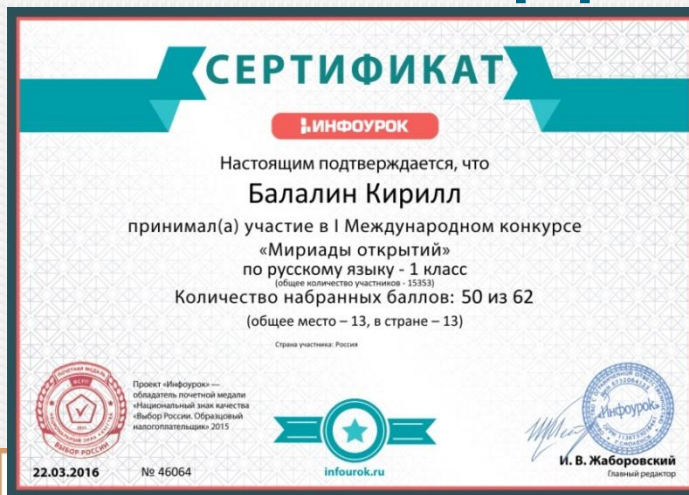 СЕРТИФИКАТ
ИНФОУРОК
Настоящим подтверждается, что
Балалин Кирилл
принимал(а) участие в I Международном конкурсе
«Мириады открытий»
по русскому языку - 1 класс
(общее количество участников - 15353)
Количество набранных баллов: 50 из 62
(общее место – 13, в стране – 13)
Страна участника: Россия
Проект «Инфоурок» —
обладатель почетной медали
«Национальный знак качества
«Выбор России. Образцовый
налогоплательщик» 2015
ВЫБОР РОССИИ
«Инфоурок»
И. В. Жаборовский
Главный редактор
22.03.2016
№ 46064
infourok.ru